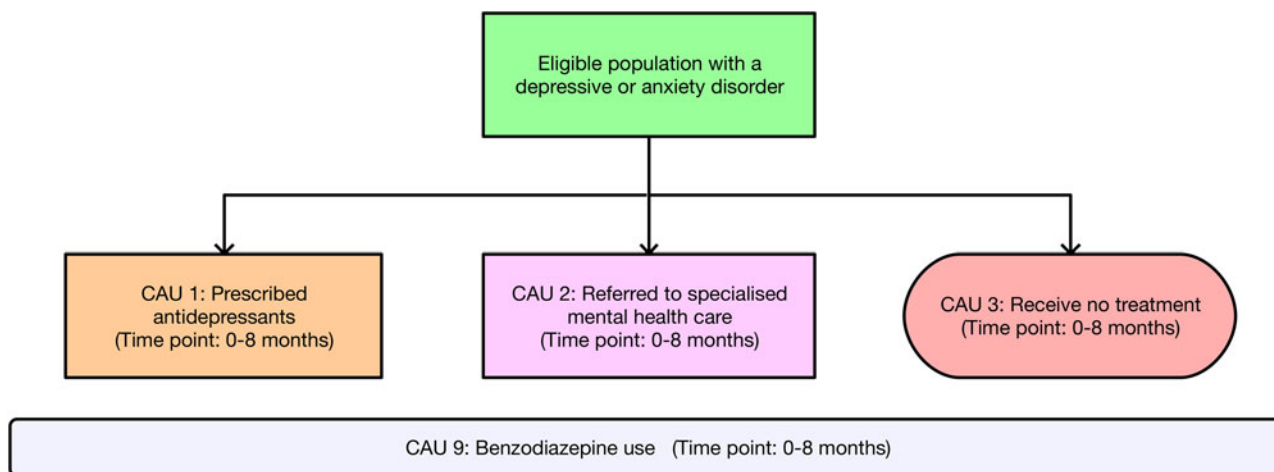 Eligible population with a
depressive or anxiety disorder
CAU 1: Prescribed
antidepressants
(Time point: 0-8 months)
CAU 2: Referred to specialised
mental health care
(Time point: 0-8 months)
CAU 3: Receive no treatment
(Time point: 0-8 months)
CAU 9: Benzodiazepine use (Time point: 0-8 months)